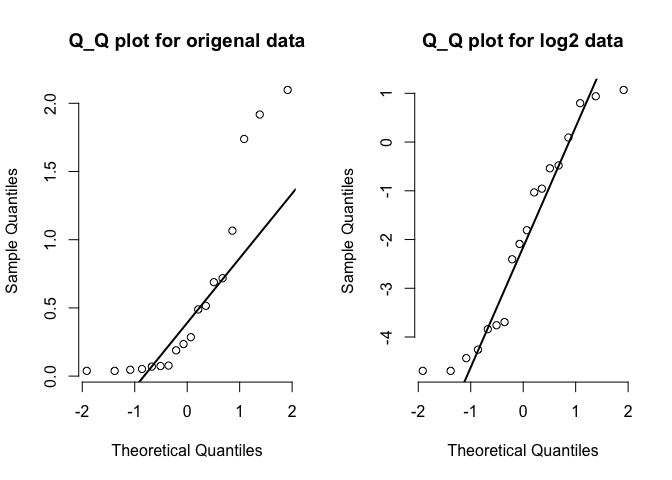 Q_Q plot for origenal data
Sample Quantiles
2.0
1.5
1.0
0.5
0.0
-2 -1 0 1 2
Theoretical Quantiles
Q_Q plot for log2 data
Sample Quantiles
1
0
-1
-2
-3
-4
-2 -1 0 1 2
Theoretical Quantiles